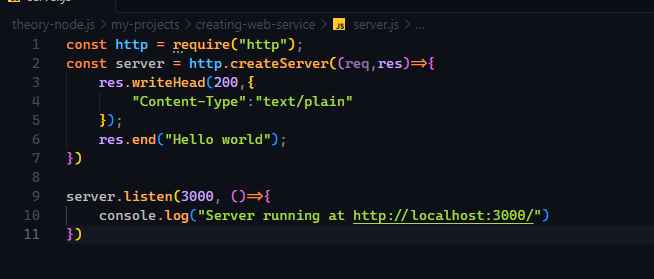 theory-node.js > my-projects > creating-web-service > JS server.js > ...
1 const http = require("http");
2 const server = http.createServer((req,res)=>{
3     res.writeHead(200,{
4         "Content-Type":"text/plain"
5     });
6     res.end("Hello world");
7 })
8
9 server.listen(3000, ()=>{
10     console.log("Server running at http://localhost:3000/")
11 })